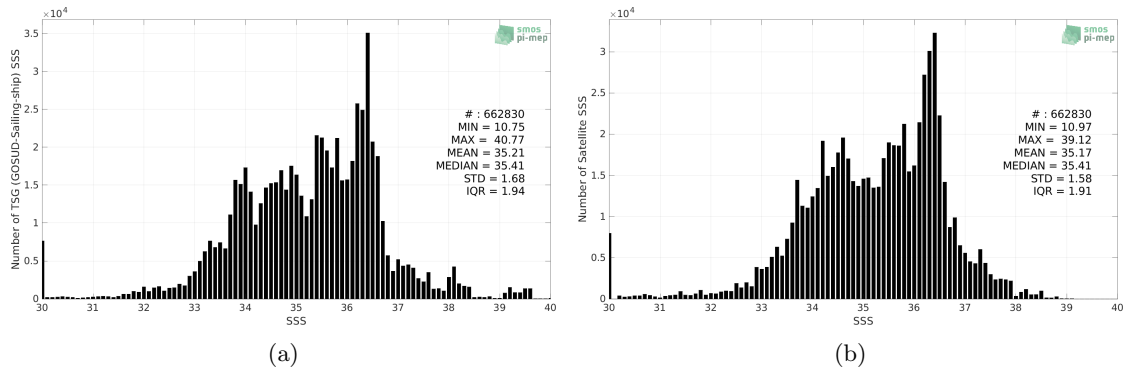 ×10⁴
3.5
3
2.5
2
1.5
1
0.5
0
30 31 32 33 34 35 36 37 38 39 40
SSS
Number of TSG (GOSUD-Sailing-ship) SSS
smos
pi-mep
# : 662830
MIN = 10.75
MAX = 40.77
MEAN = 35.21
MEDIAN = 35.41
STD = 1.68
IQR = 1.94
(a)
×10⁴
3
2.5
2
1.5
1
0.5
0
30 31 32 33 34 35 36 37 38 39 40
SSS
Number of Satellite SSS
smos
pi-mep
# : 662830
MIN = 10.97
MAX = 39.12
MEAN = 35.17
MEDIAN = 35.41
STD = 1.58
IQR = 1.91
(b)